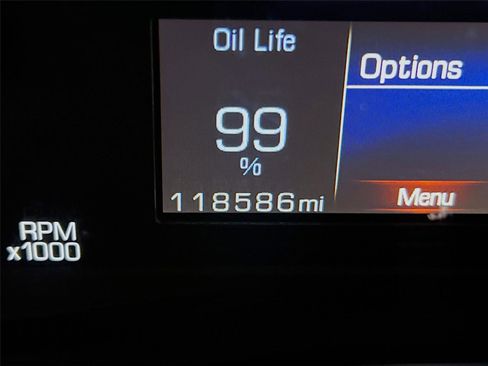 Oil Life
Options
99
%
118586mi
Menu
RPM
x1000